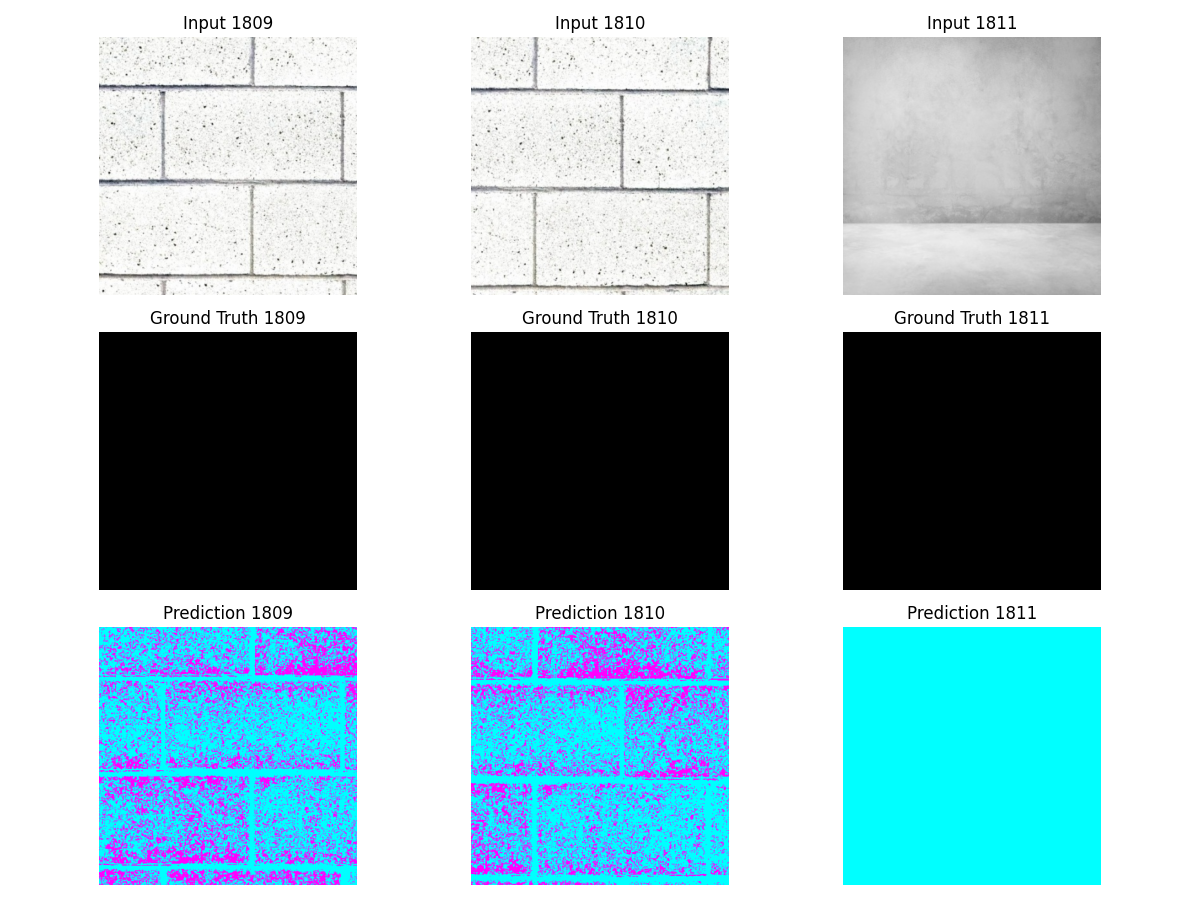 Input 1809
Input 1810
Input 1811
Ground Truth 1809
Ground Truth 1810
Ground Truth 1811
Prediction 1809
Prediction 1810
Prediction 1811